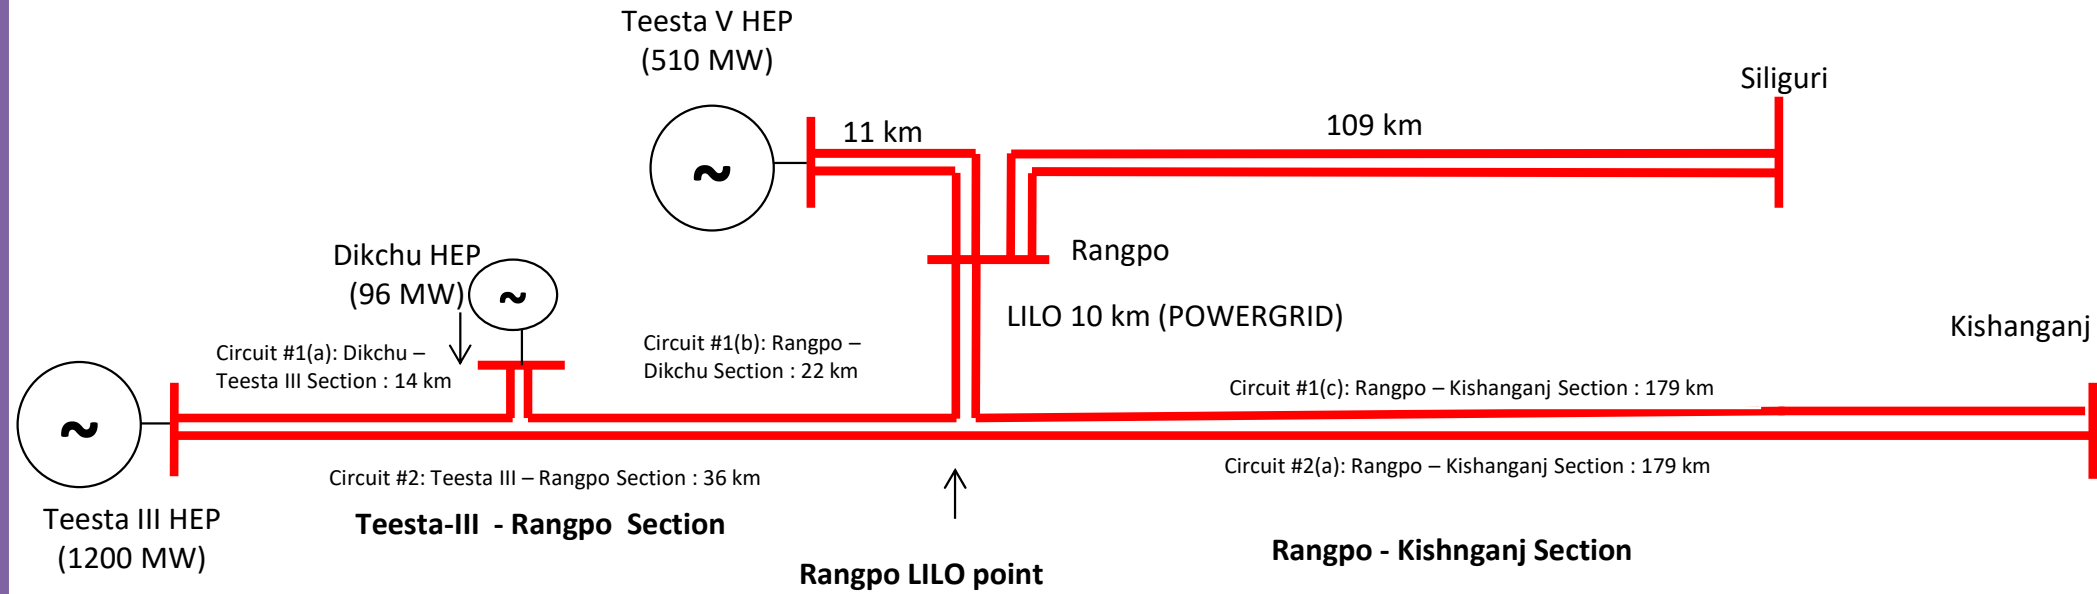 Teesta V HEP
(510 MW)
Siliguri
11 km
109 km
~
Dikchu HEP
(96 MW)
~
Rangpo
LILO 10 km (POWERGRID)
Kishanganj
Circuit #1(a): Dikchu –
Teesta III Section : 14 km
Circuit #1(b): Rangpo –
Dikchu Section : 22 km
Circuit #1(c): Rangpo – Kishanganj Section : 179 km
~
Circuit #2: Teesta III – Rangpo Section : 36 km
Circuit #2(a): Rangpo – Kishanganj Section : 179 km
Teesta III HEP
(1200 MW)
Teesta-III - Rangpo Section
Rangpo LILO point
Rangpo - Kishnganj Section